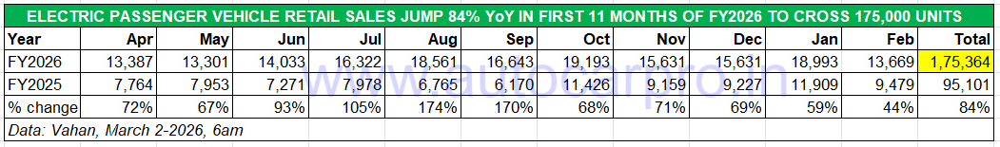 ELECTRIC PASSENGER VEHICLE RETAIL SALES JUMP 84% YoY IN FIRST 11 MONTHS OF FY2026 TO CROSS 175,000 UNITS
Year Apr May Jun Jul Aug Sep Oct Nov Dec Jan Feb Total
FY2026 13,387 13,301 14,033 16,322 18,561 16,643 19,193 15,631 15,631 18,993 13,669 1,75,364
FY2025 7,764 7,953 7,271 7,978 6,765 6,170 11,426 9,159 9,227 11,909 9,479 95,101
% change 72% 67% 93% 105% 174% 170% 68% 71% 69% 59% 44% 84%
Data: Vahan, March 2-2026, 6am
www.autocarpro.in